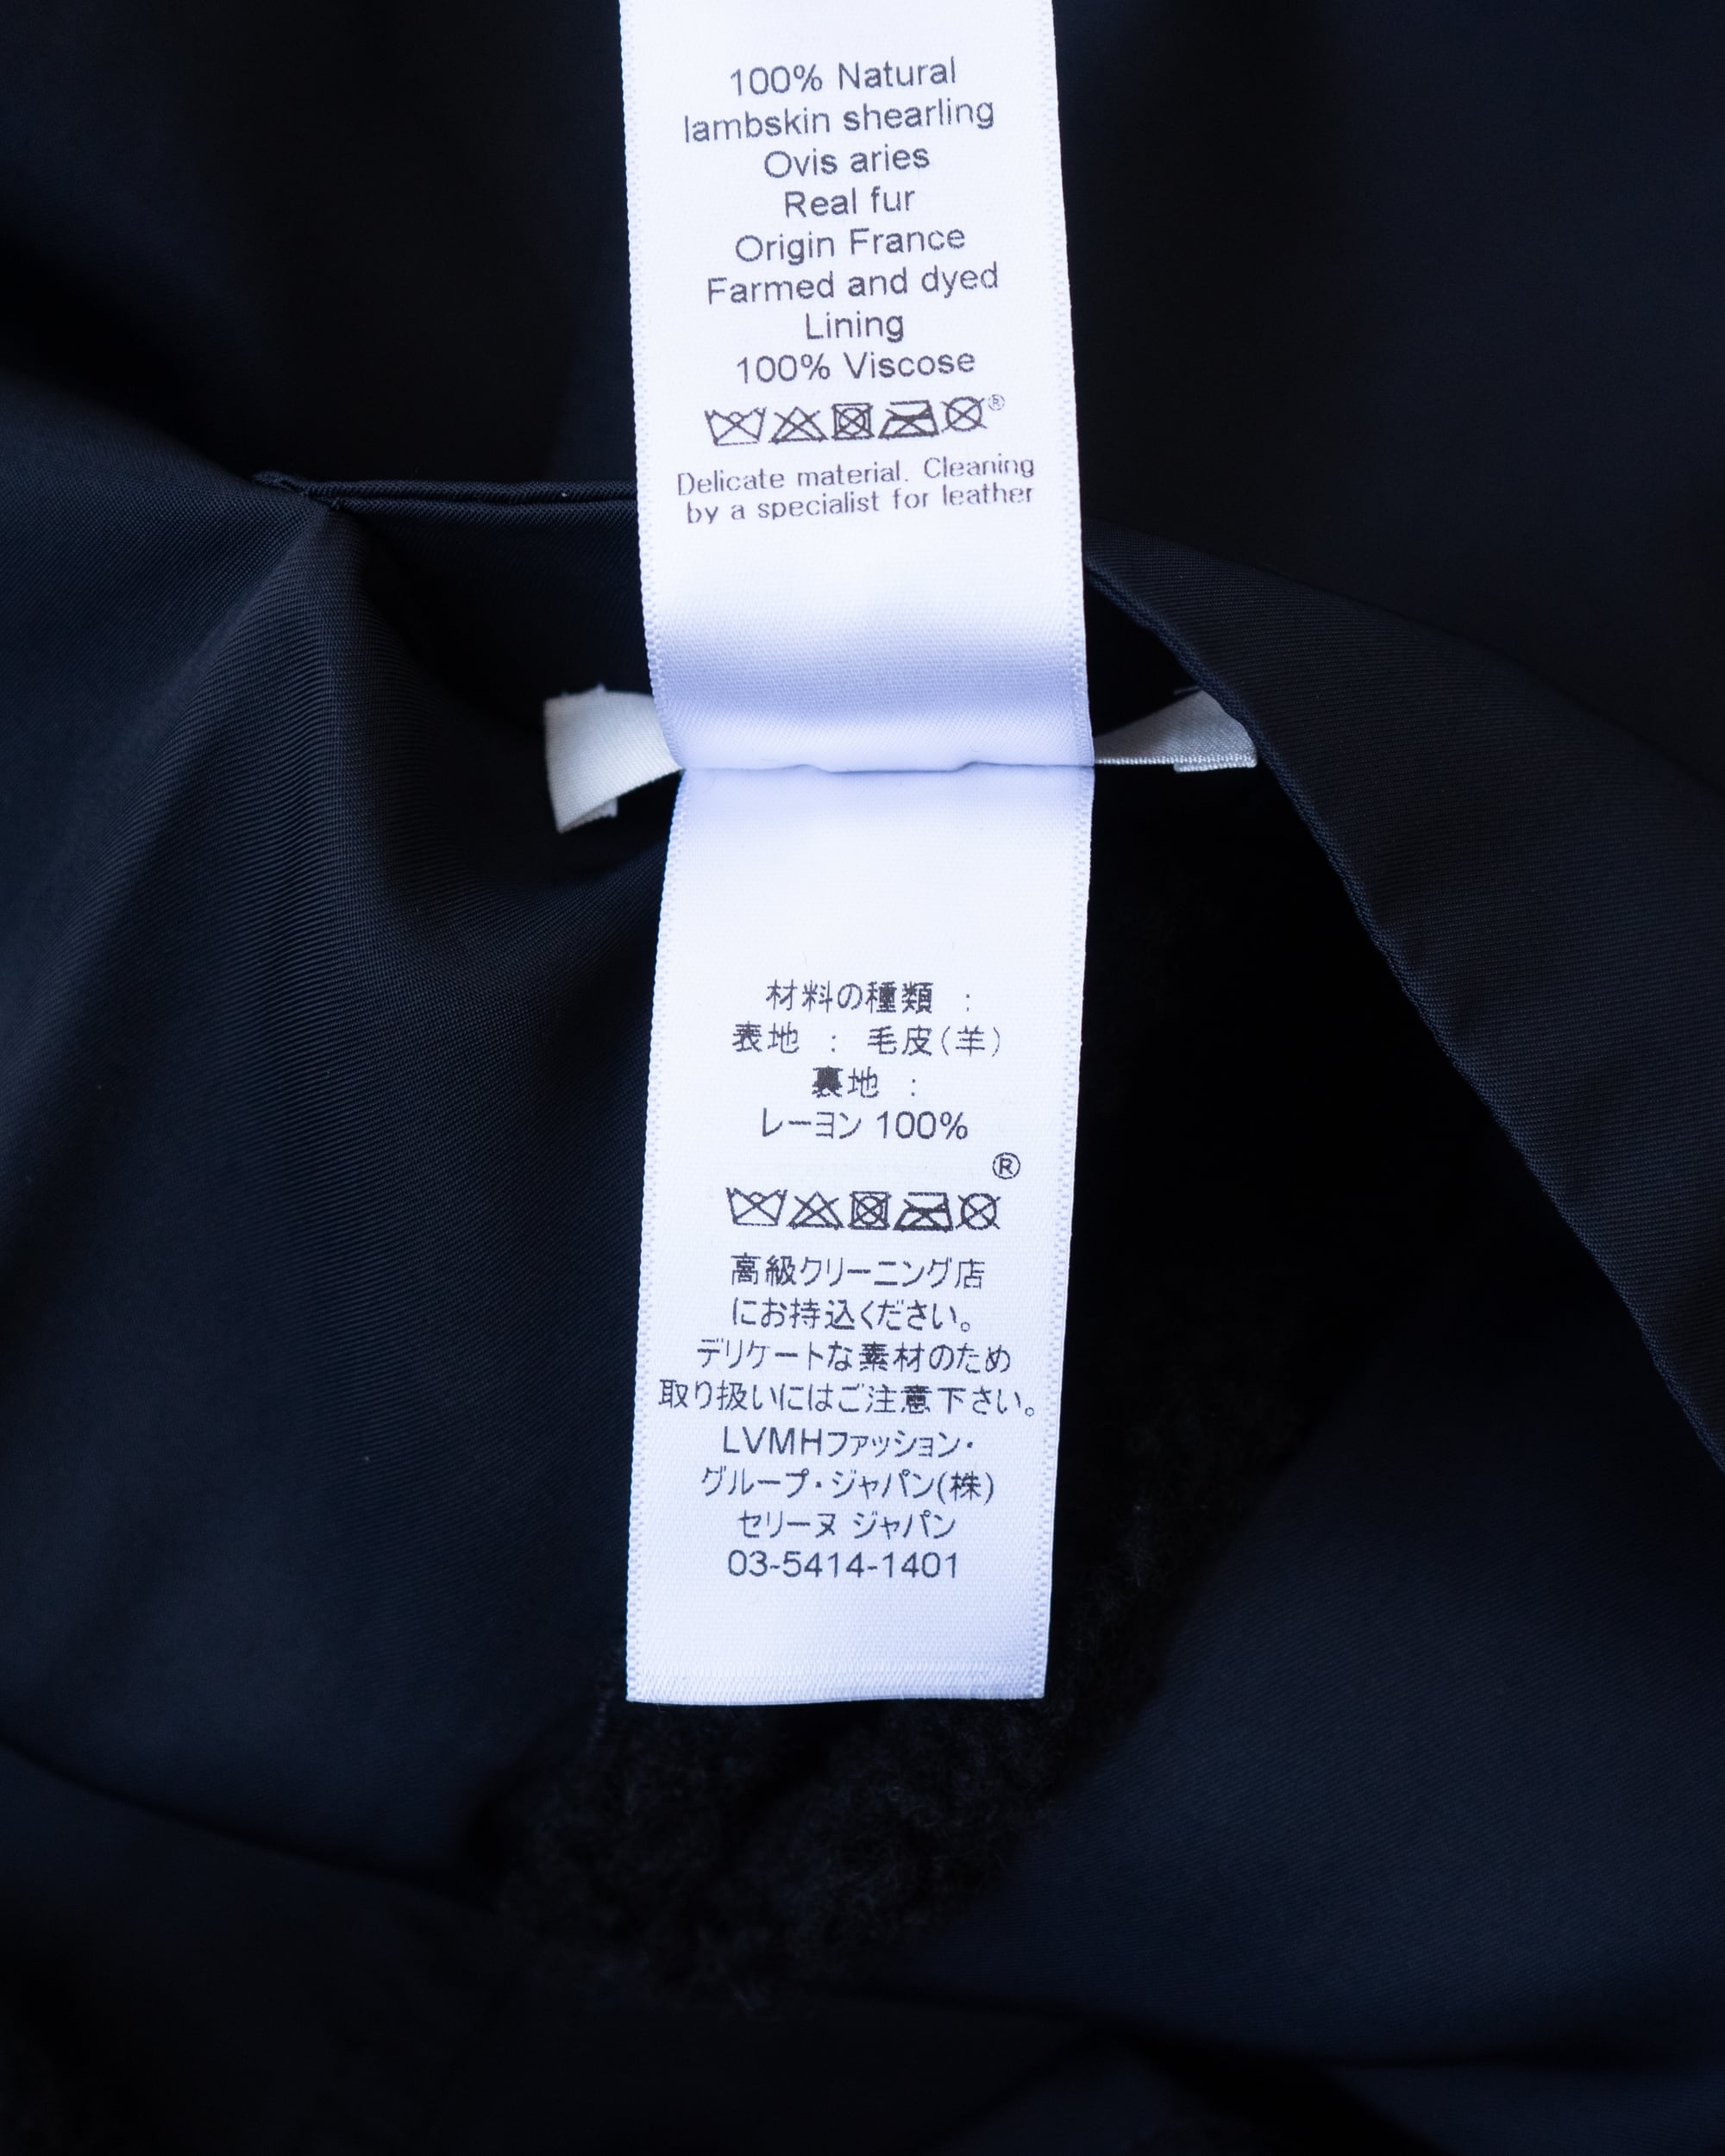 100% Natural
lambskin shearling
Ovis aries
Real fur
Origin France
Farmed and dyed
Lining
100% Viscose
®
Delicate material. Cleaning
by a specialist for leather
材料の種類 :
表地 : 毛皮(羊)
裏地 :
レーヨン 100%
®
高級クリーニング店
にお持込ください。
デリケートな素材のため
取り扱いにはご注意下さい。
LVMHファッション・
グループ・ジャパン(株)
セリーヌ ジャパン
03-5414-1401